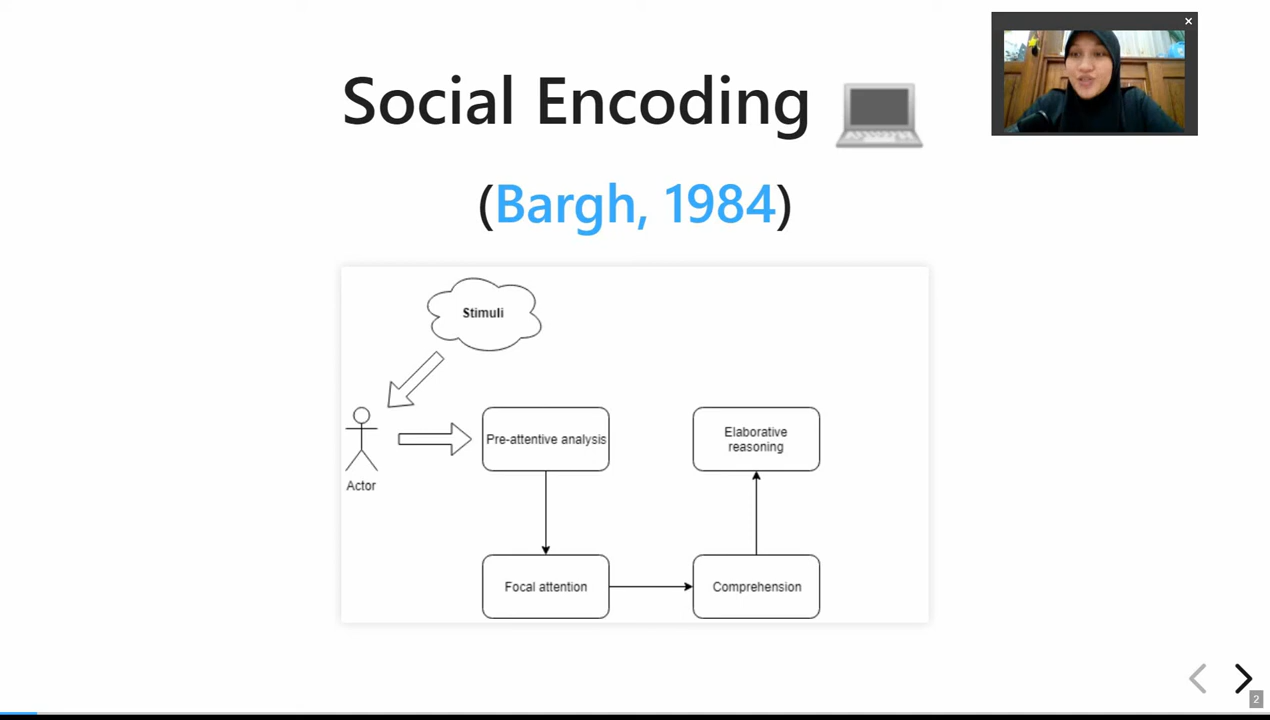 Social Encoding
(Bargh, 1984)
Stimuli
Actor
Pre-attentive analysis
Elaborative
reasoning
Focal attention
Comprehension
2